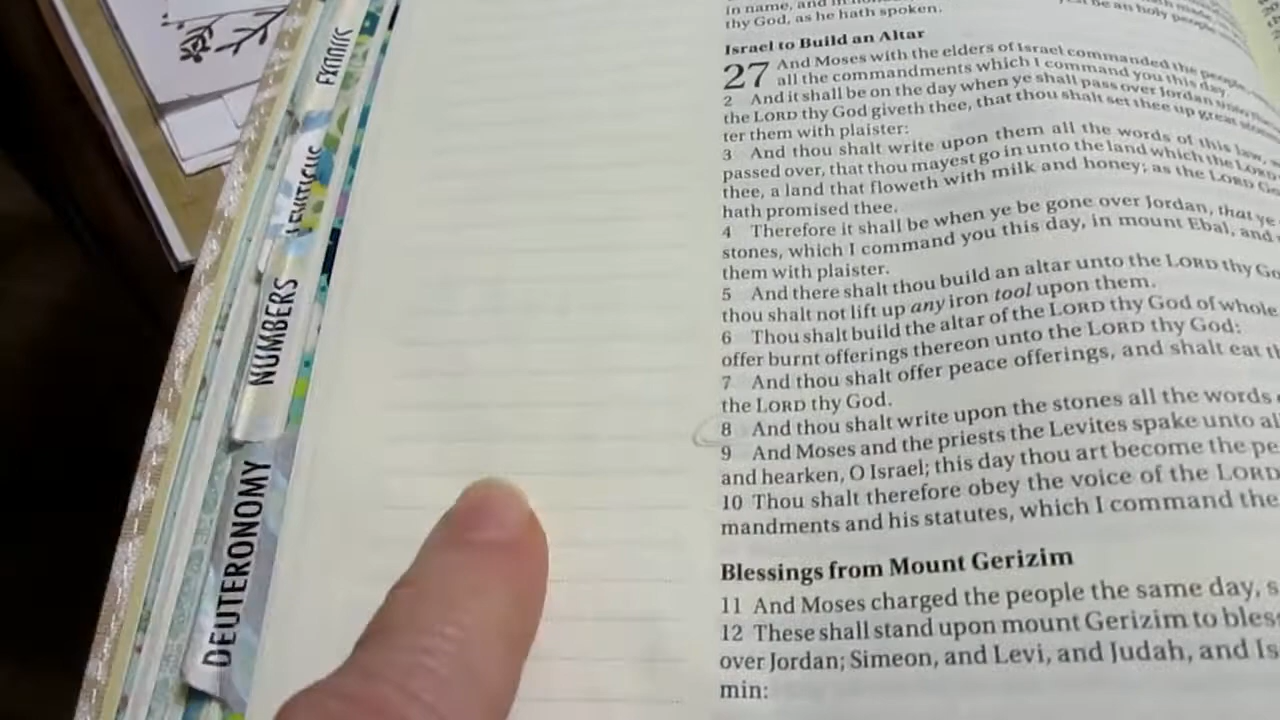 EXODUS
LEVITICUS
NUMBERS
DEUTERONOMY
name, and in
thy God, as he hath spoken.
be an holy people
Israel to Build an Altar
27 And Moses with the elders of Israel commanded the people,
all the commandments which I command you this day.
2 And it shall be on the day when ye shall pass over Jordan
the LORD thy God giveth thee, that thou shalt set thee up great
ter them with plaister:
3 And thou shalt write upon them all the words of this law,
passed over, that thou mayest go in unto the land which the LORD
thee, a land that floweth with milk and honey; as the LORD
hath promised thee.
4 Therefore it shall be when ye be gone over Jordan, that ye
stones, which I command you this day, in mount Ebal, and
them with plaister.
5 And there shalt thou build an altar unto the LORD thy
thou shalt not lift up any iron tool upon them.
6 Thou shalt build the altar of the LORD thy God of whole
offer burnt offerings thereon unto the LORD thy God:
7 And thou shalt offer peace offerings, and shalt eat
the LORD thy God.
8 And thou shalt write upon the stones all the words
9 And Moses and the priests the Levites spake unto
and hearken, O Israel; this day thou art become the
10 Thou shalt therefore obey the voice of the LORD
mandments and his statutes, which I command
Blessings from Mount Gerizim
11 And Moses charged the people the same day,
12 These shall stand upon mount Gerizim to
over Jordan; Simeon, and Levi, and Judah, and
min: